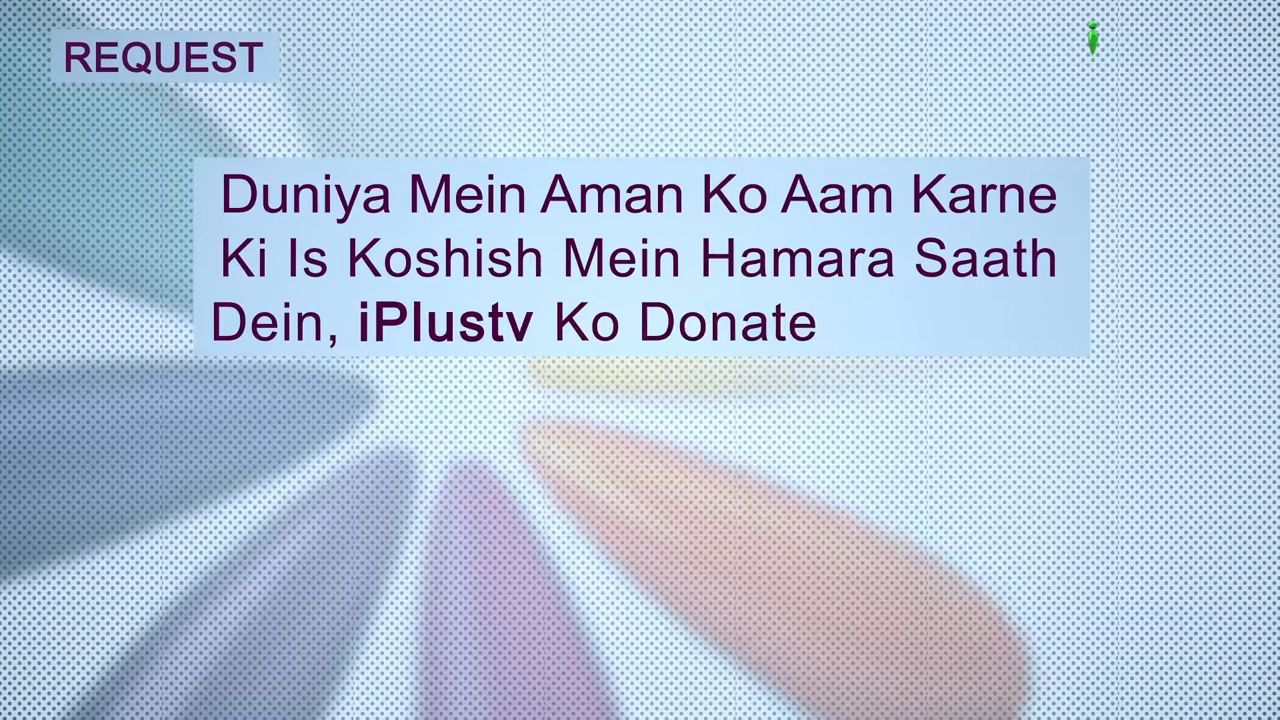 REQUEST
Duniya Mein Aman Ko Aam Karne
Ki Is Koshish Mein Hamara Saath
Dein, iPlustv Ko Donate